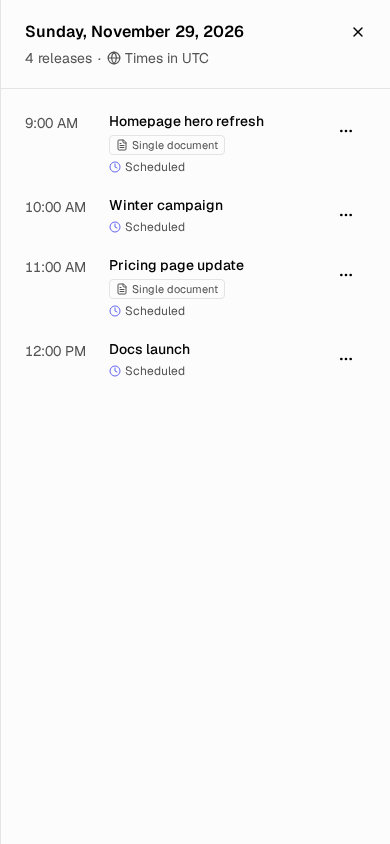 Sunday, November 29, 2026
4 releases · Times in UTC
9:00 AM
Homepage hero refresh
Single document
Scheduled
10:00 AM
Winter campaign
Scheduled
11:00 AM
Pricing page update
Single document
Scheduled
12:00 PM
Docs launch
Scheduled